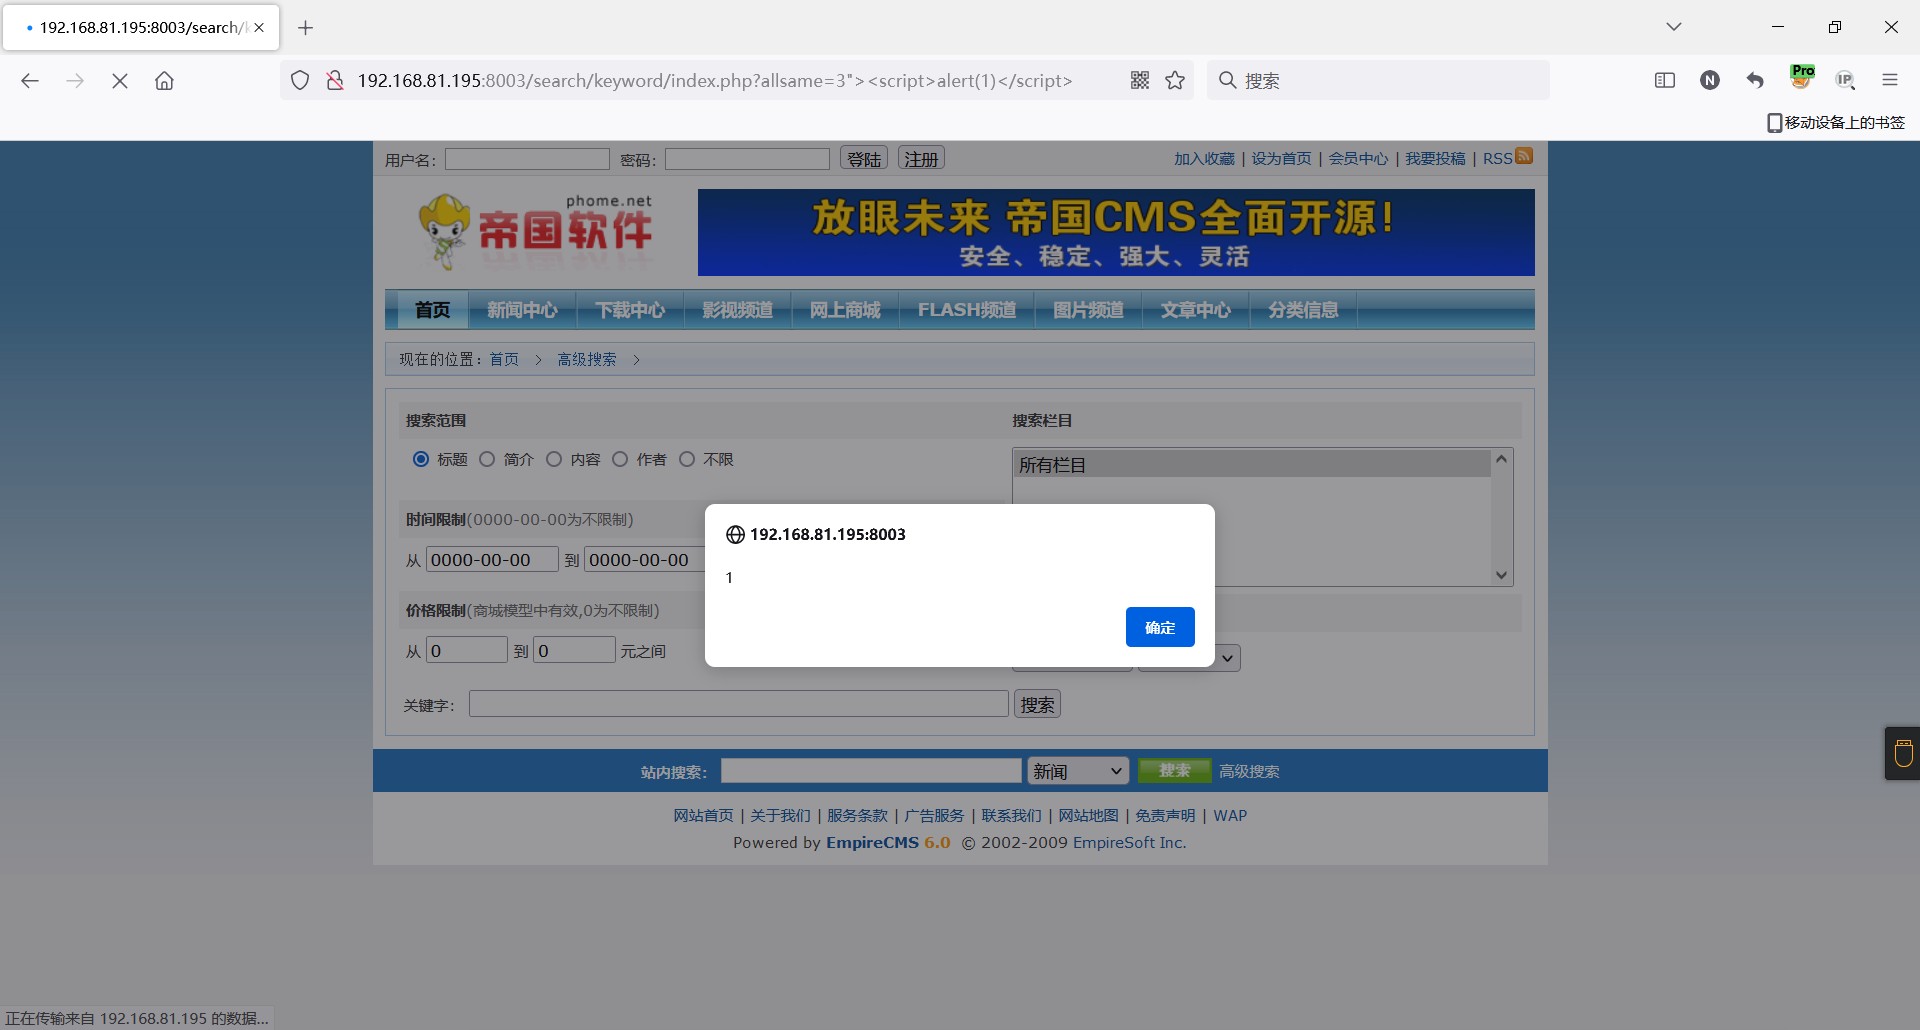 192.168.81.195:8003/search/k
192.168.81.195:8003/search/keyword/index.php?allsame=3"><script>alert(1)</script>
搜索
N
Pro
IP
移动设备上的书签
用户名：
密码：
登陆
注册
加入收藏 | 设为首页 | 会员中心 | 我要投稿 | RSS
phome.net
帝国软件
放眼未来 帝国CMS全面开源！
安全、稳定、强大、灵活
首页 新闻中心 下载中心 影视频道 网上商城 FLASH频道 图片频道 文章中心 分类信息
现在的位置：首页 > 高级搜索 >
搜索范围
搜索栏目
标题 简介 内容 作者 不限
所有栏目
时间限制(0000-00-00为不限制)
从 0000-00-00 到 0000-00-00
192.168.81.195:8003
1
确定
价格限制(商城模型中有效,0为不限制)
从 0 到 0 元之间
关键字：
搜索
站内搜索：
新闻
搜索
高级搜索
网站首页 | 关于我们 | 服务条款 | 广告服务 | 联系我们 | 网站地图 | 免责声明 | WAP
Powered by EmpireCMS 6.0 © 2002-2009 EmpireSoft Inc.
正在传输来自 192.168.81.195 的数据...